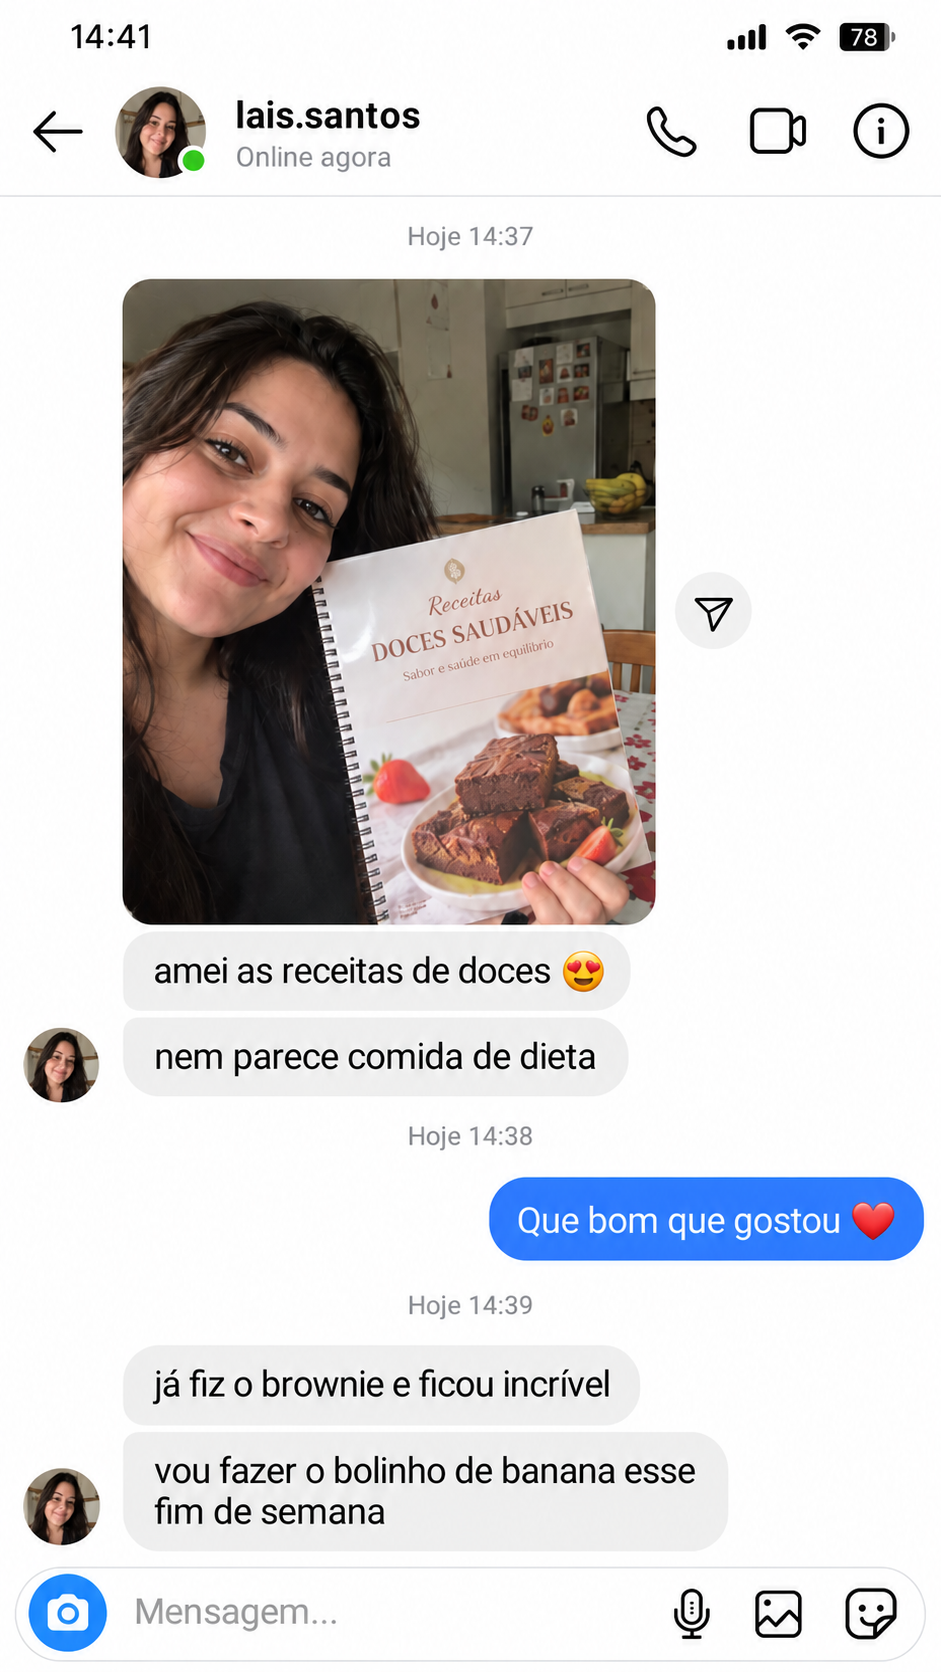 14:41
78
lais.santos
Online agora
Hoje 14:37
Receitas
DOCES SAUDÁVEIS
Sabor e saúde em equilíbrio
amei as receitas de doces 😍
nem parece comida de dieta
Hoje 14:38
Que bom que gostou ❤️
Hoje 14:39
já fiz o brownie e ficou incrível
vou fazer o bolinho de banana esse
fim de semana
Mensagem...